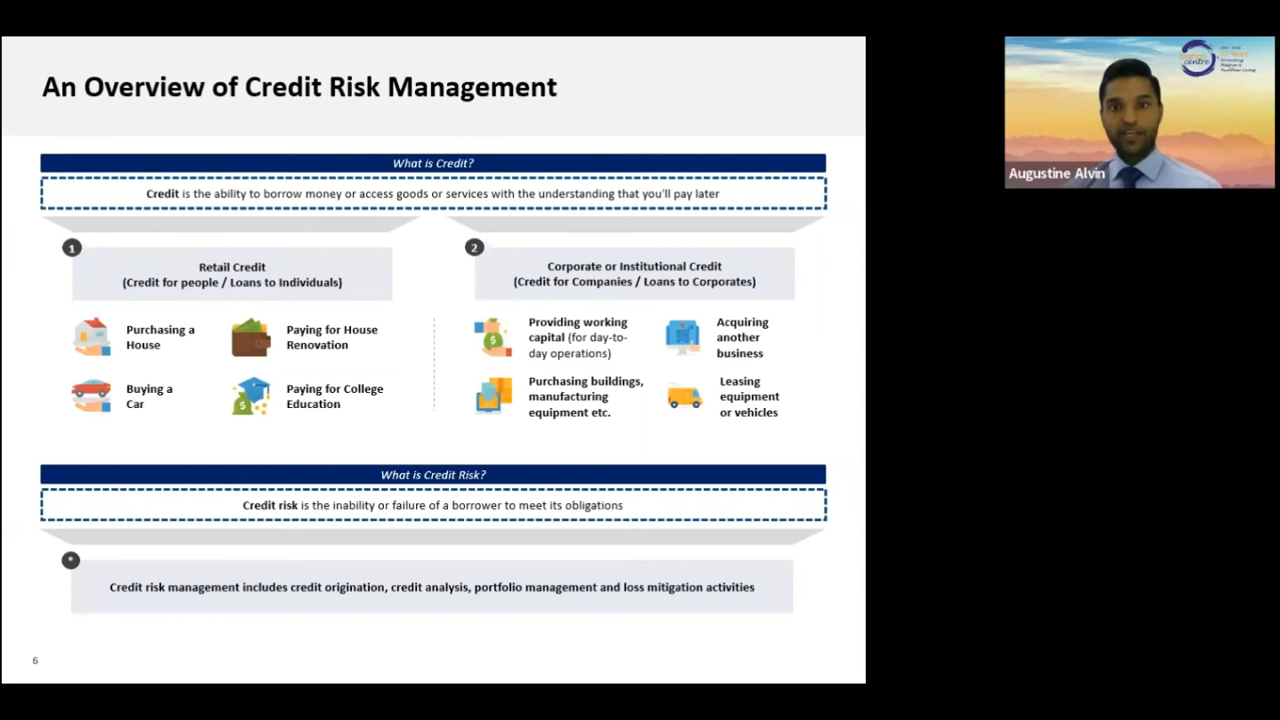 An Overview of Credit Risk Management
What is Credit?
Credit is the ability to borrow money or access goods or services with the understanding that you'll pay later
1
Retail Credit
(Credit for people / Loans to Individuals)
2
Corporate or Institutional Credit
(Credit for Companies / Loans to Corporates)
Purchasing a
House
Paying for House
Renovation
Buying a
Car
Paying for College
Education
Providing working
capital (for day-to-
day operations)
Acquiring
another
business
Purchasing buildings,
manufacturing
equipment etc.
Leasing
equipment
or vehicles
What is Credit Risk?
Credit risk is the inability or failure of a borrower to meet its obligations
*
Credit risk management includes credit origination, credit analysis, portfolio management and loss mitigation activities
6
centre
Augustine Alvin